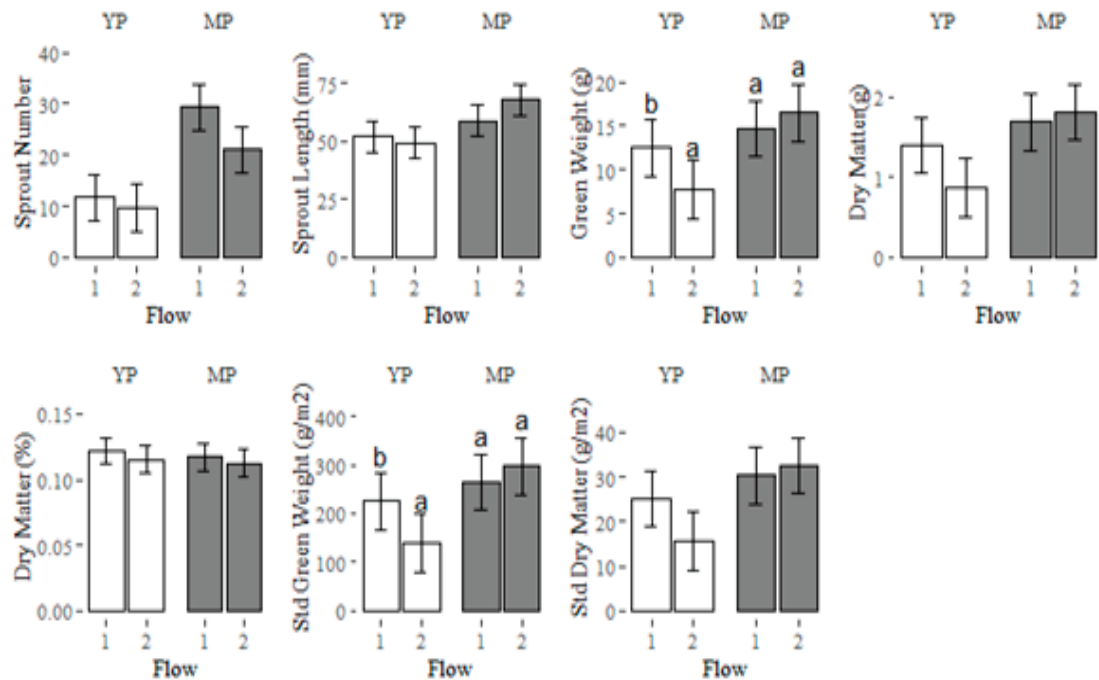 YP MP
Sprout Number
40
30
20
10
0
1 2 1 2
Flow
YP MP
Sprout Length (mm)
75
50
25
0
1 2 1 2
Flow
YP MP
Green Weight (g)
20
15
10
5
0
b a a a
1 2 1 2
Flow
YP MP
Dry Matter(g)
2
1
0
1 2 1 2
Flow
YP MP
Dry Matter (%)
0.15
0.10
0.05
0.00
1 2 1 2
Flow
YP MP
Std Green Weight (g/m2)
400
300
200
100
0
b a a a
1 2 1 2
Flow
YP MP
Std Dry Matter (g/m2)
40
30
20
10
0
1 2 1 2
Flow